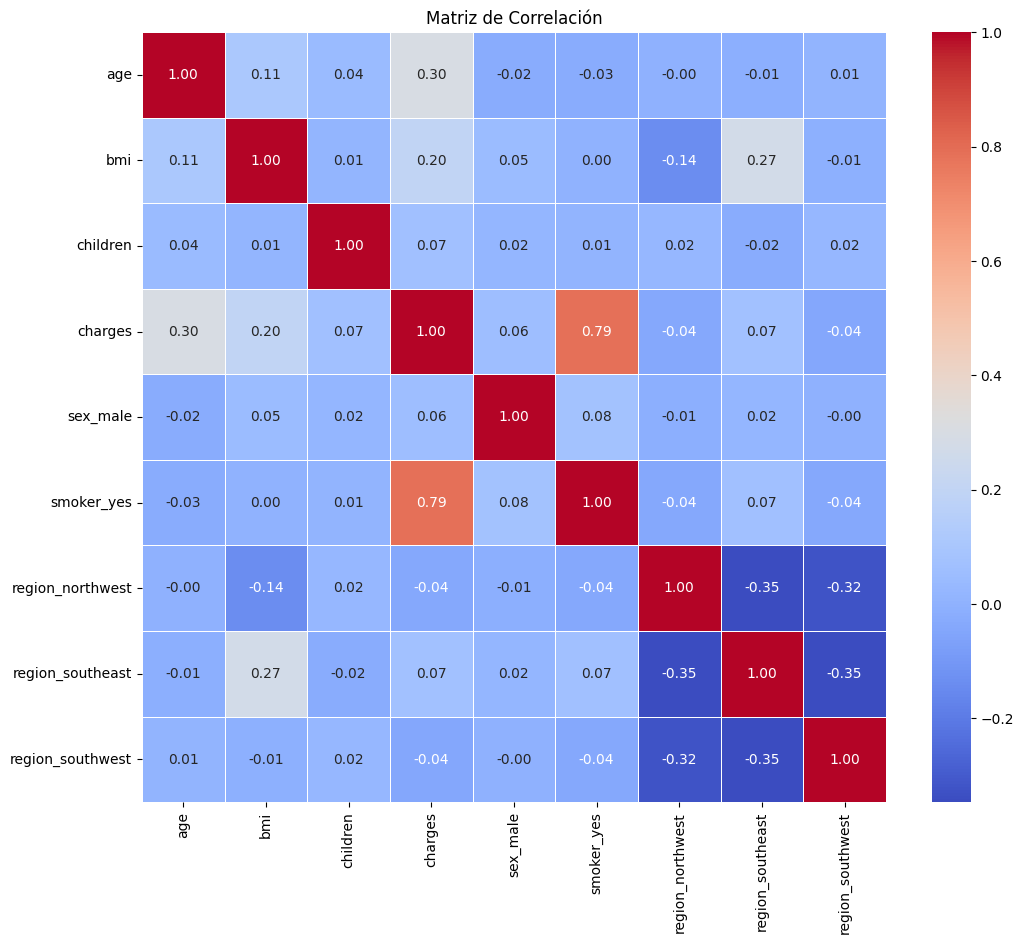 Matriz de Correlación
age 1.00 0.11 0.04 0.30 -0.02 -0.03 -0.00 -0.01 0.01
bmi 0.11 1.00 0.01 0.20 0.05 0.00 -0.14 0.27 -0.01
children 0.04 0.01 1.00 0.07 0.02 0.01 0.02 -0.02 0.02
charges 0.30 0.20 0.07 1.00 0.06 0.79 -0.04 0.07 -0.04
sex_male -0.02 0.05 0.02 0.06 1.00 0.08 -0.01 0.02 -0.00
smoker_yes -0.03 0.00 0.01 0.79 0.08 1.00 -0.04 0.07 -0.04
region_northwest -0.00 -0.14 0.02 -0.04 -0.01 -0.04 1.00 -0.35 -0.32
region_southeast -0.01 0.27 -0.02 0.07 0.02 0.07 -0.35 1.00 -0.35
region_southwest 0.01 -0.01 0.02 -0.04 -0.00 -0.04 -0.32 -0.35 1.00
age bmi children charges sex_male smoker_yes region_northwest region_southeast region_southwest
1.0
0.8
0.6
0.4
0.2
0.0
−0.2